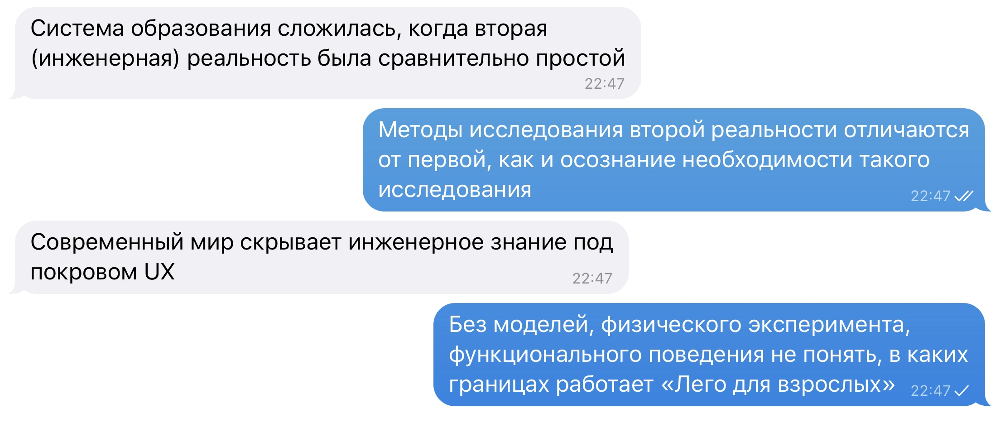 Система образования сложилась, когда вторая
(инженерная) реальность была сравнительно простой
22:47
Методы исследования второй реальности отличаются
от первой, как и осознание необходимости такого
исследования 22:47
Современный мир скрывает инженерное знание под
покровом UX 22:47
Без моделей, физического эксперимента,
функционального поведения не понять, в каких
границах работает «Лего для взрослых» 22:47